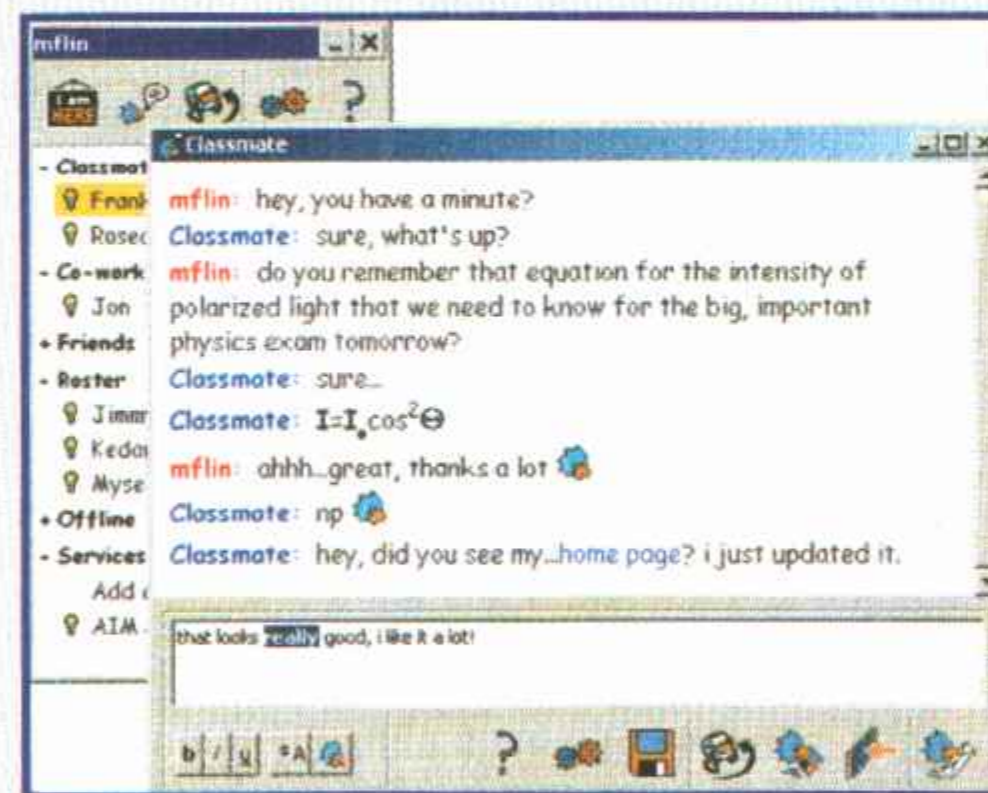 mflin
I am
HERE
Classmate
- Classmat
Frank
Rosec
- Co-work
Jon
+ Friends
- Roster
Jimm
Kedar
Myse
+ Offline
- Services
Add
AIM
mflin: hey, you have a minute?
Classmate: sure, what's up?
mflin: do you remember that equation for the intensity of
polarized light that we need to know for the big, important
physics exam tomorrow?
Classmate: sure...
Classmate: I=I₀cos²Θ
mflin: ahhh...great, thanks a lot
Classmate: np
Classmate: hey, did you see my...home page? i just updated it.
that looks really good, i like it a lot!
b i u A